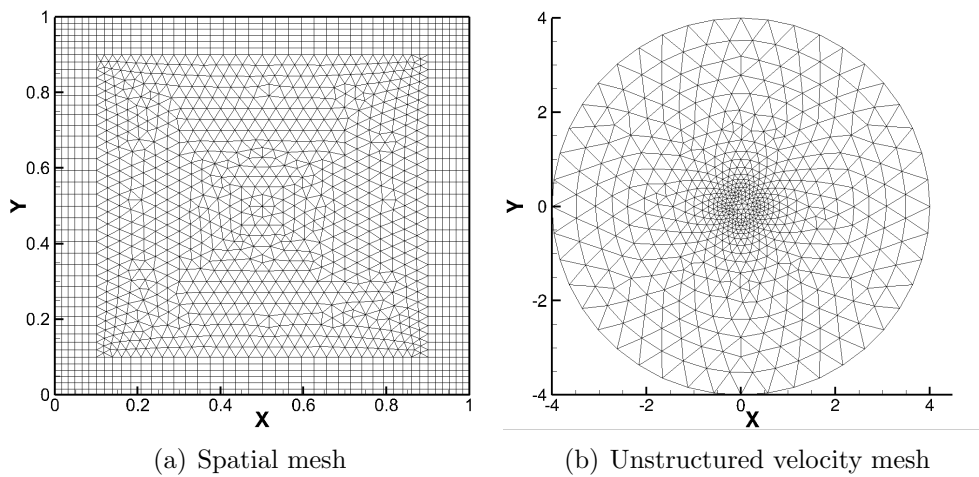 1
0.8
0.6
0.4
0.2
0
Y
0 0.2 0.4 0.6 0.8 1
X
(a) Spatial mesh
4
2
0
-2
-4
Y
-4 -2 0 2 4
X
(b) Unstructured velocity mesh